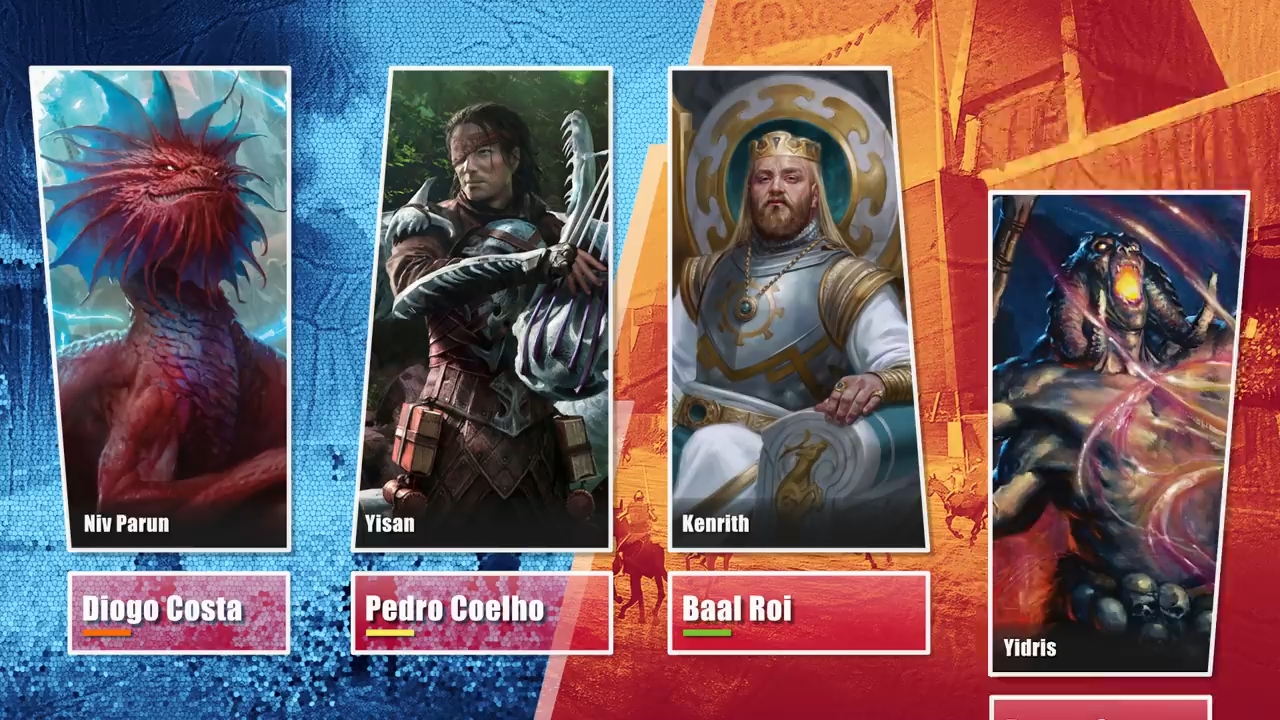 Niv Parun
Yisan
Kenrith
Yidris
Diogo Costa
Pedro Coelho
Baal Roi